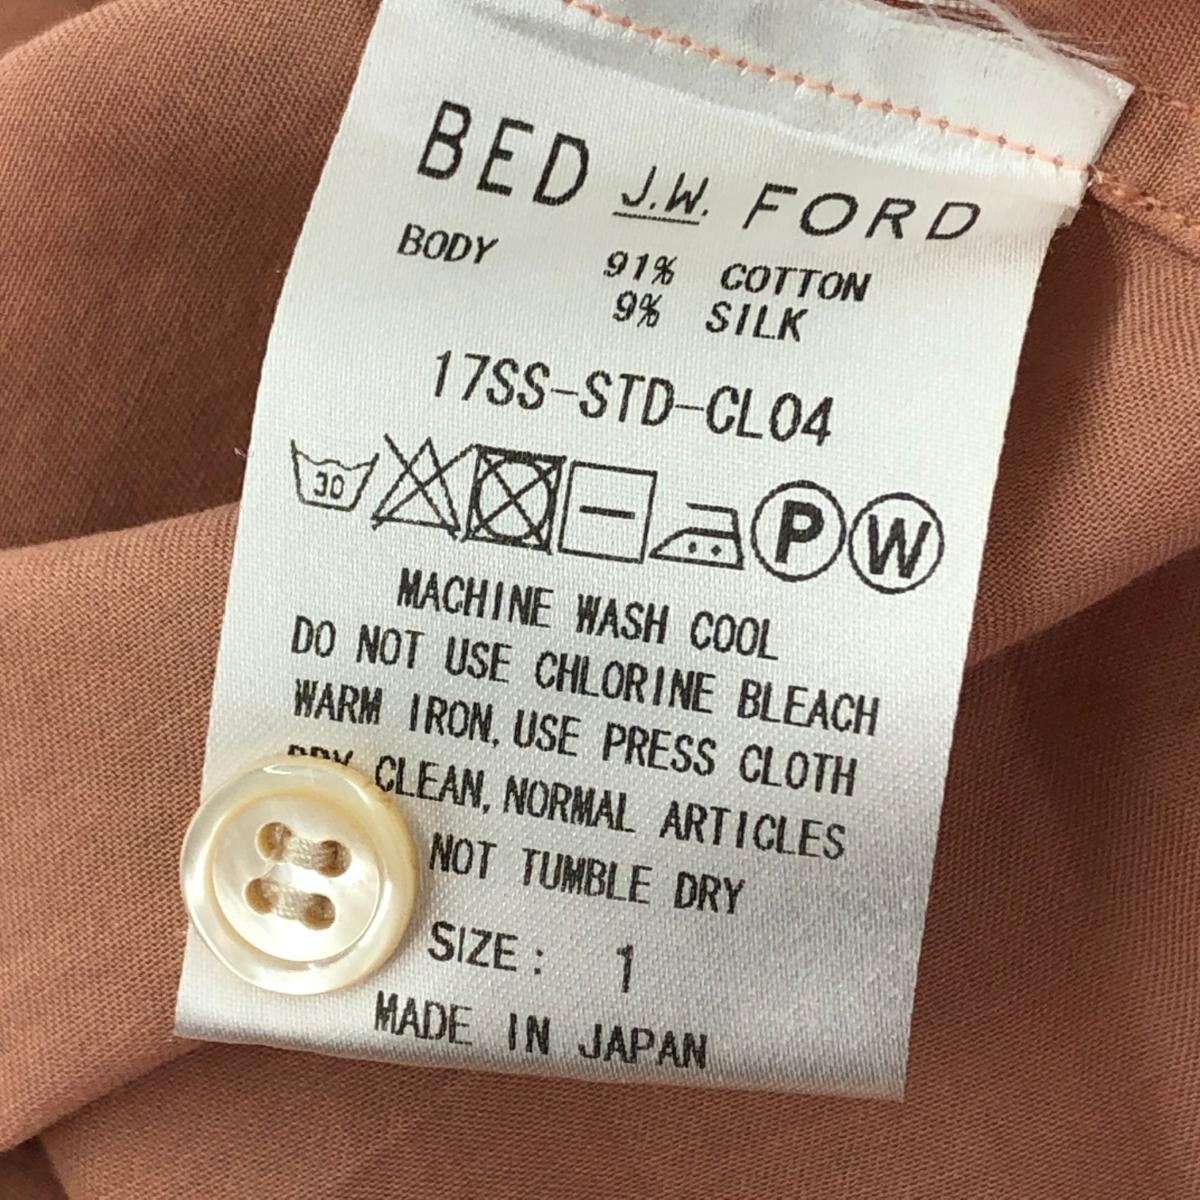 BED J.W. FORD
BODY 91% COTTON
9% SILK
17SS-STD-CL04
30 P W
MACHINE WASH COOL
DO NOT USE CHLORINE BLEACH
WARM IRON, USE PRESS CLOTH
DRY CLEAN, NORMAL ARTICLES
NOT TUMBLE DRY
SIZE: 1
MADE IN JAPAN